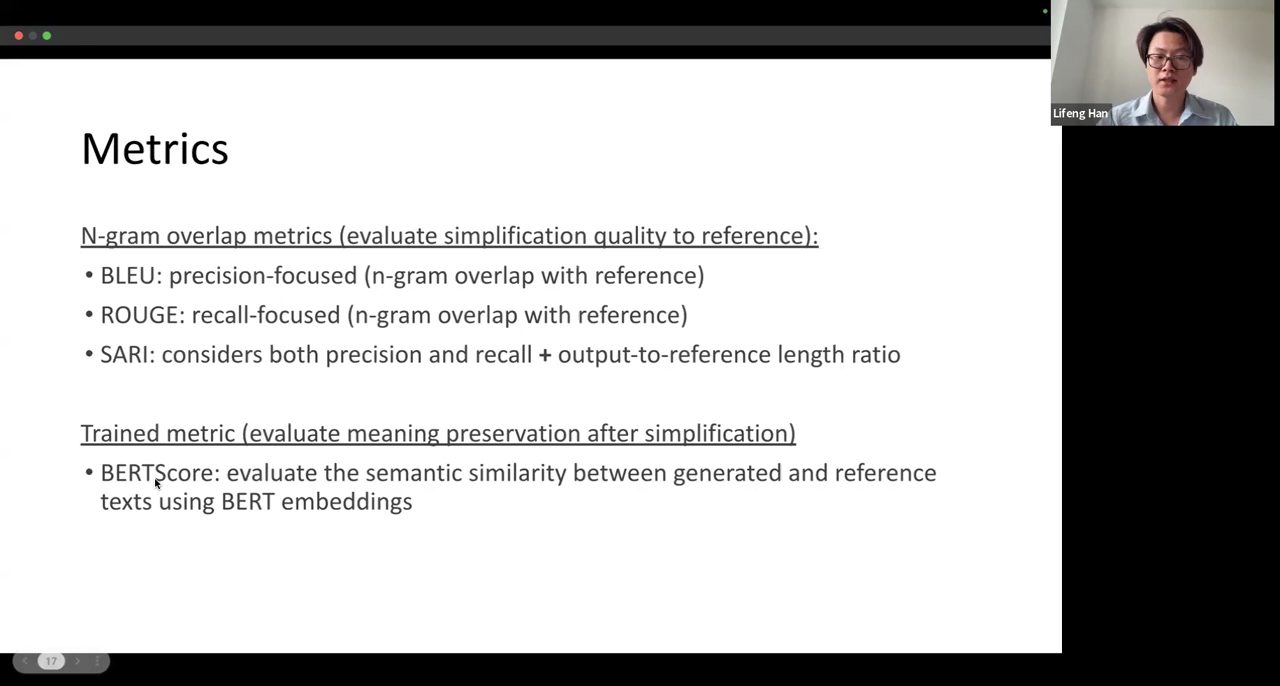 Lifeng Han
Metrics
N-gram overlap metrics (evaluate simplification quality to reference):
• BLEU: precision-focused (n-gram overlap with reference)
• ROUGE: recall-focused (n-gram overlap with reference)
• SARI: considers both precision and recall + output-to-reference length ratio
Trained metric (evaluate meaning preservation after simplification)
• BERTScore: evaluate the semantic similarity between generated and reference
texts using BERT embeddings
17